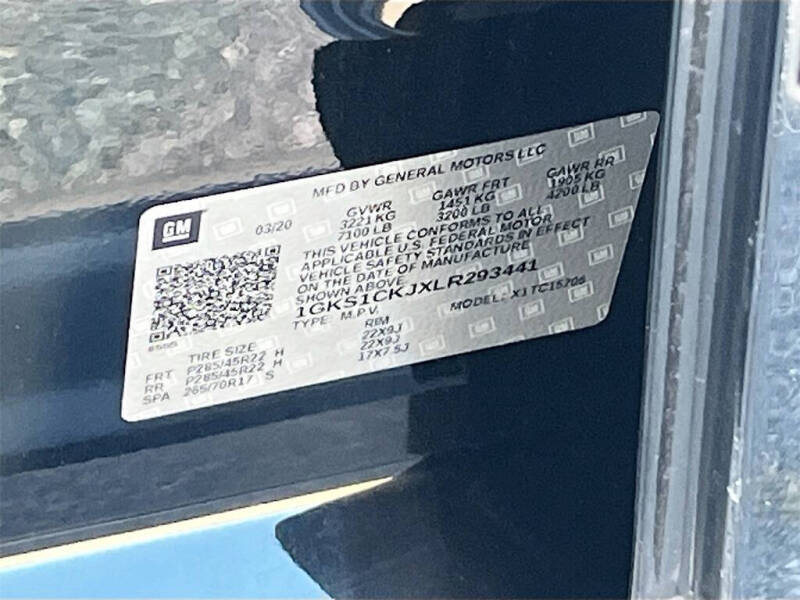 MFD BY GENERAL MOTORS LLC
GM
03/20
GVWR
3221 KG
7100 LB
GAWR FRT
1451 KG
3200 LB
GAWR RR
1905 KG
4200 LB
THIS VEHICLE CONFORMS TO ALL
APPLICABLE U.S. FEDERAL MOTOR
VEHICLE SAFETY STANDARDS IN EFFECT
ON THE DATE OF MANUFACTURE
SHOWN ABOVE.
1GKS1CKJXLR293441
TYPE: M.P.V. MODEL: X1TC15706
TIRE SIZE RIM
FRT P285/45R22 H 22X9J
RR P285/45R22 H 22X9J
SPA 265/70R17 S 17X7.5J